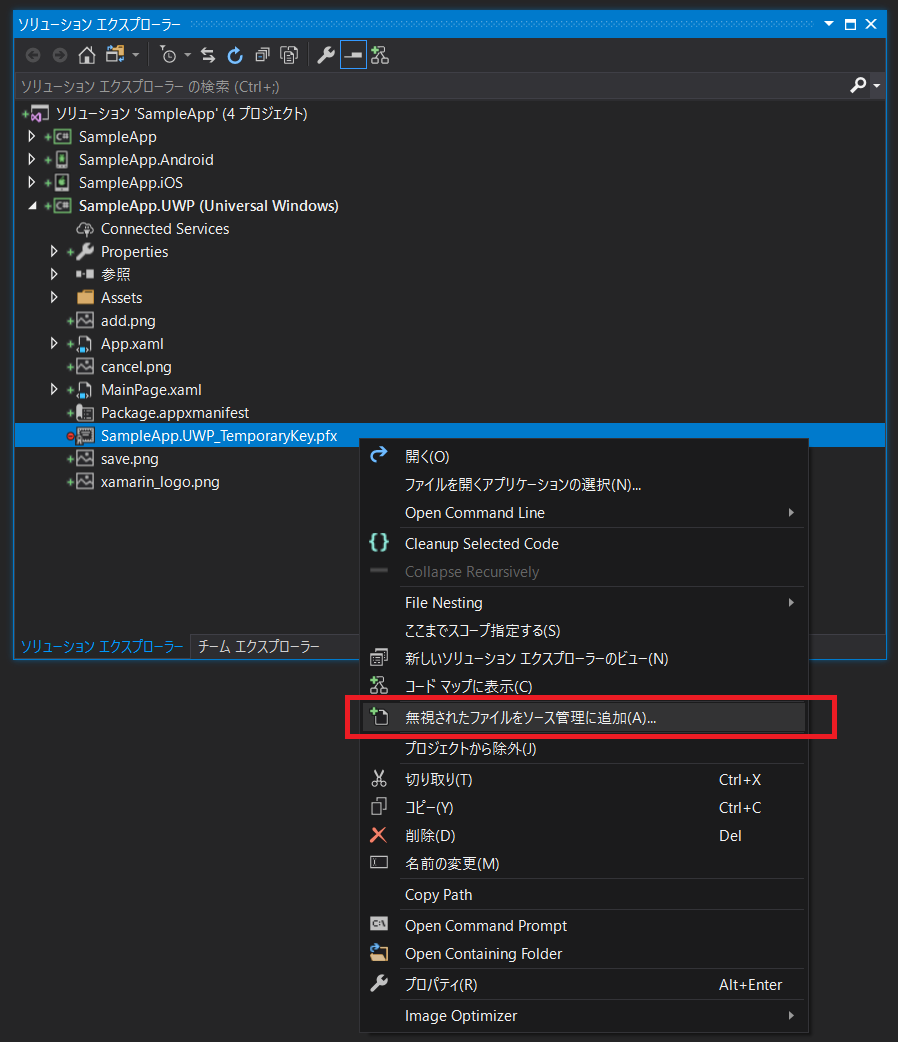 ソリューション エクスプローラー
ソリューション エクスプローラー の検索 (Ctrl+;)
ソリューション 'SampleApp' (4 プロジェクト)
C# SampleApp
SampleApp.Android
SampleApp.iOS
C# SampleApp.UWP (Universal Windows)
Connected Services
Properties
参照
Assets
add.png
App.xaml
cancel.png
MainPage.xaml
Package.appxmanifest
SampleApp.UWP_TemporaryKey.pfx
save.png
xamarin_logo.png
ソリューション エクスプローラー チーム エクスプローラー
開く(O)
ファイルを開くアプリケーションの選択(N)...
Open Command Line
Cleanup Selected Code
Collapse Recursively
File Nesting
ここまでスコープ指定する(S)
新しいソリューション エクスプローラーのビュー(N)
コード マップに表示(C)
無視されたファイルをソース管理に追加(A)...
プロジェクトから除外(J)
切り取り(T) Ctrl+X
コピー(Y) Ctrl+C
削除(D) Del
名前の変更(M)
Copy Path
C:\ Open Command Prompt
Open Containing Folder
プロパティ(R) Alt+Enter
Image Optimizer